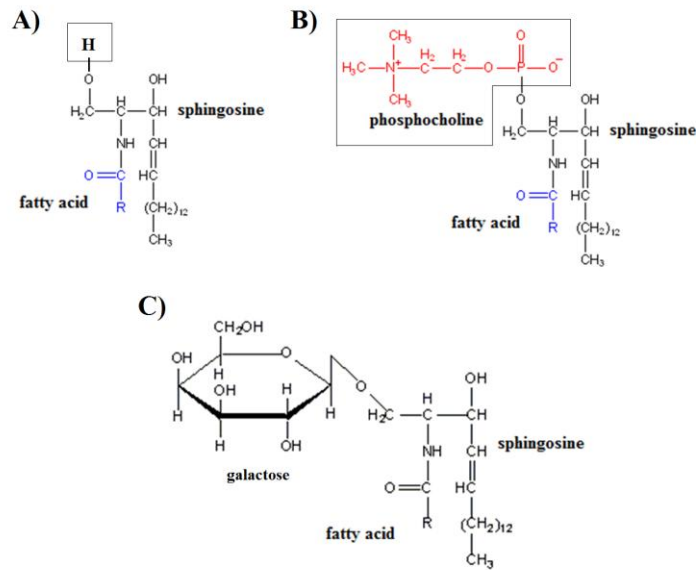 A)
H
O
OH
H
H₂C
C
CH
sphingosine
NH
CH
O
C
HC
fatty acid
R
(CH₂)₁₂
CH₃
B)
CH₃
O
H₂
H₂
H₃C
N⁺
C
C
O
P
O⁻
CH₃
O
OH
phosphocholine
H
H₂C
C
CH
sphingosine
NH
CH
O
C
HC
fatty acid
R
(CH₂)₁₂
CH₃
C)
CH₂OH
OH
O
H
OH
H
O
OH
H
H
H
H
H₂C
C
CH
H
OH
NH
CH
sphingosine
galactose
O
C
HC
fatty acid
R
(CH₂)₁₂
CH₃